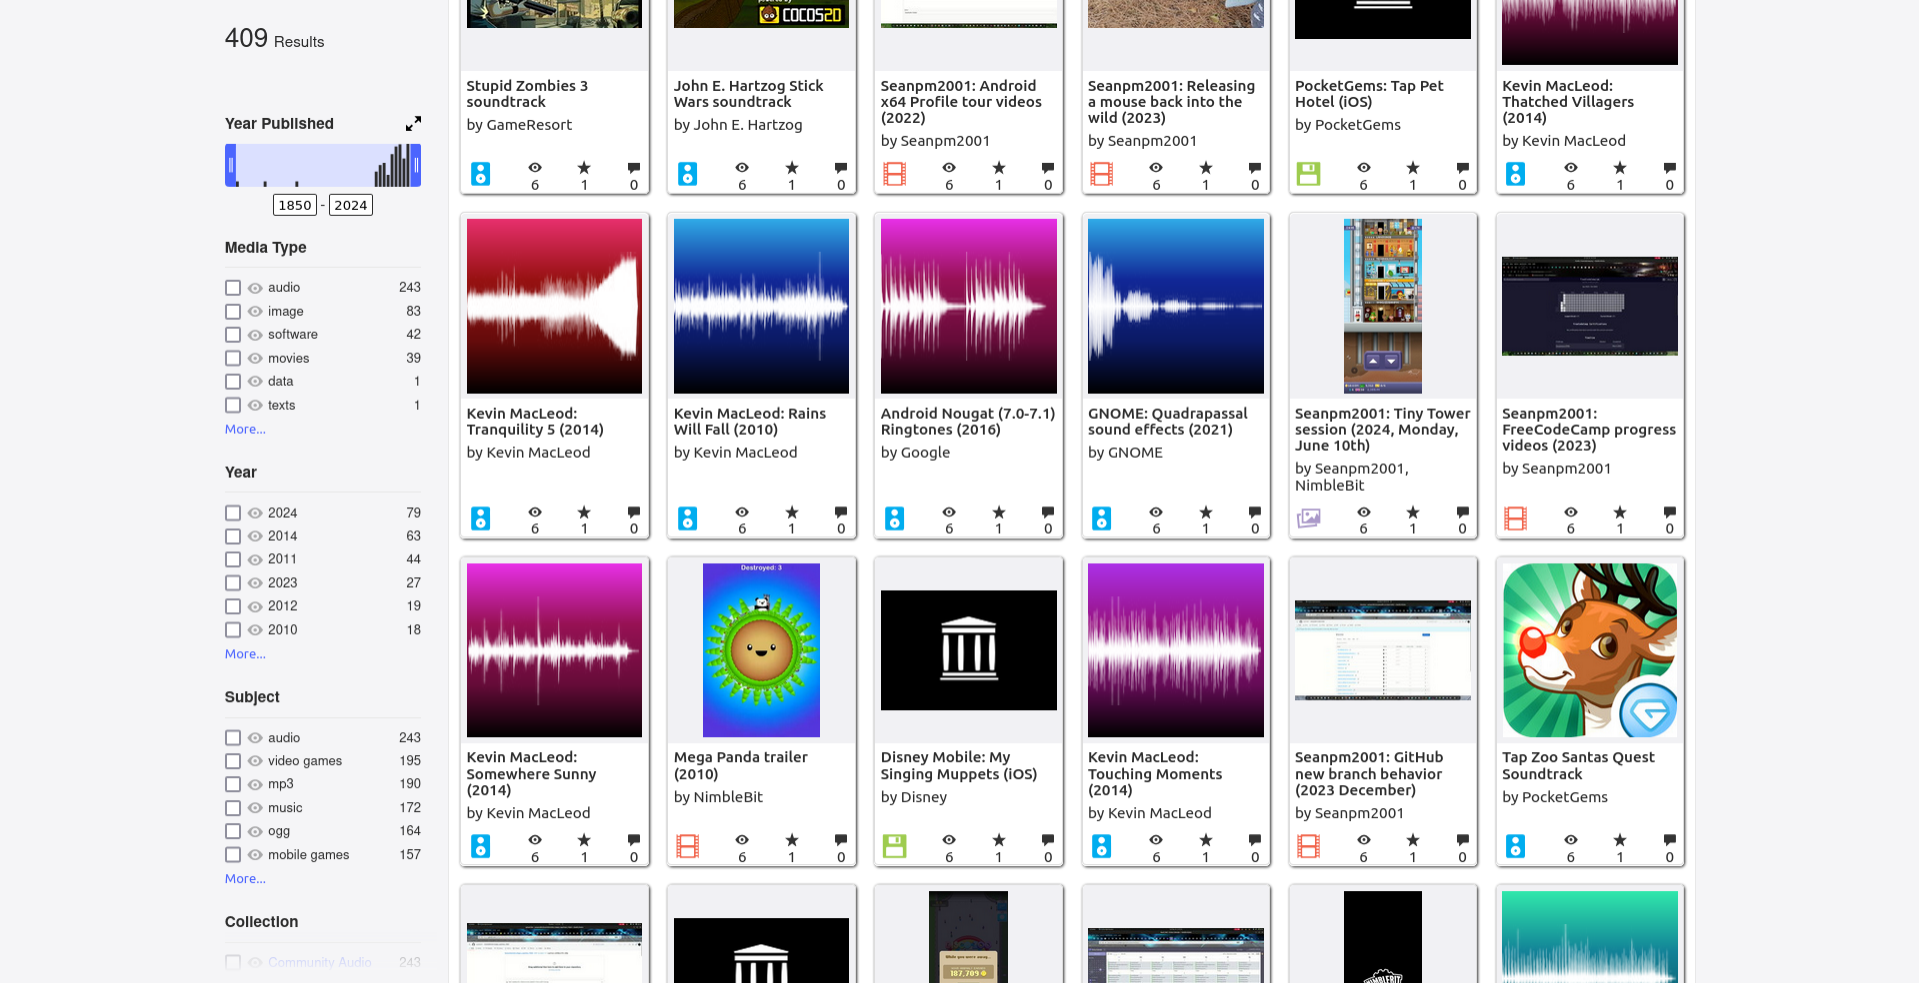 409 Results
Year Published
1850 - 2024
Media Type
audio 243
image 83
software 42
movies 39
data 1
texts 1
More...
Year
2024 79
2014 63
2011 44
2023 27
2012 19
2010 18
More...
Subject
audio 243
video games 195
mp3 190
music 172
ogg 164
mobile games 157
More...
Collection
Community Audio 243
Stupid Zombies 3
soundtrack
by GameResort
6 1 0
COCOS2D
John E. Hartzog Stick
Wars soundtrack
by John E. Hartzog
6 1 0
Seanpm2001: Android
x64 Profile tour videos
(2022)
by Seanpm2001
6 1 0
Seanpm2001: Releasing
a mouse back into the
wild (2023)
by Seanpm2001
6 1 0
PocketGems: Tap Pet
Hotel (iOS)
by PocketGems
6 1 0
Kevin MacLeod:
Thatched Villagers
(2014)
by Kevin MacLeod
6 1 0
Kevin MacLeod:
Tranquility 5 (2014)
by Kevin MacLeod
6 1 0
Kevin MacLeod: Rains
Will Fall (2010)
by Kevin MacLeod
6 1 0
Android Nougat (7.0-7.1)
Ringtones (2016)
by Google
6 1 0
GNOME: Quadrapassal
sound effects (2021)
by GNOME
6 1 0
Seanpm2001: Tiny Tower
session (2024, Monday,
June 10th)
by Seanpm2001,
NimbleBit
6 1 0
Seanpm2001:
FreeCodeCamp progress
videos (2023)
by Seanpm2001
6 1 0
Kevin MacLeod:
Somewhere Sunny
(2014)
by Kevin MacLeod
6 1 0
Destroyed: 3
Mega Panda trailer
(2010)
by NimbleBit
6 1 0
Disney Mobile: My
Singing Muppets (iOS)
by Disney
6 1 0
Kevin MacLeod:
Touching Moments
(2014)
by Kevin MacLeod
6 1 0
Seanpm2001: GitHub
new branch behavior
(2023 December)
by Seanpm2001
6 1 0
Tap Zoo Santas Quest
Soundtrack
by PocketGems
6 1 0
While you were away...
187,709